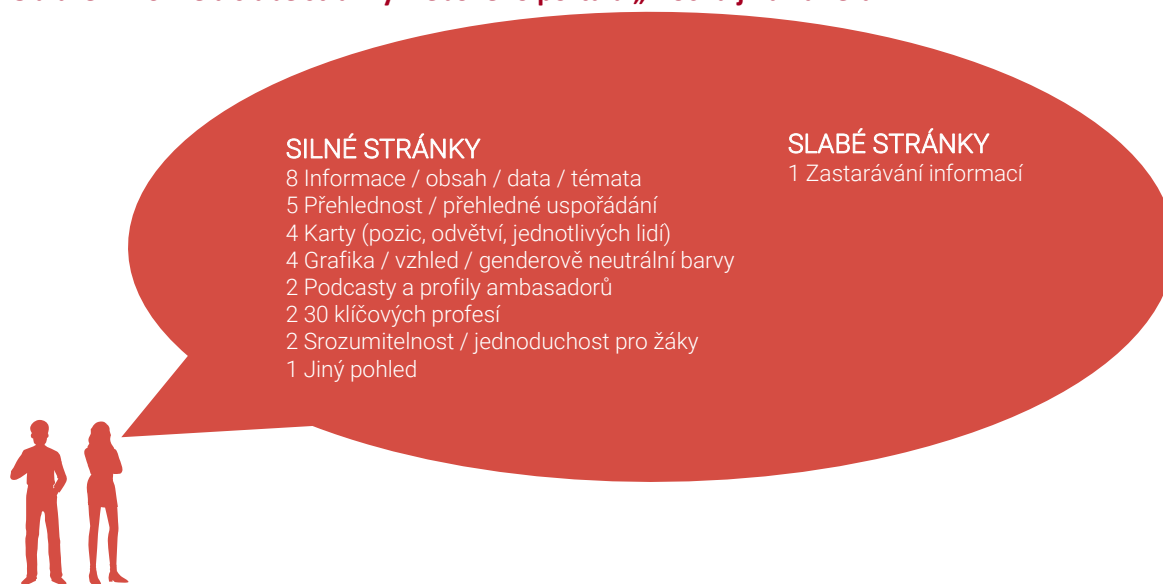 SILNÉ STRÁNKY
8 Informace / obsah / data / témata
5 Přehlednost / přehledné uspořádání
4 Karty (pozic, odvětví, jednotlivých lidí)
4 Grafika / vzhled / genderově neutrální barvy
2 Podcasty a profily ambasadorů
2 30 klíčových profesí
2 Srozumitelnost / jednoduchost pro žáky
1 Jiný pohled
SLABÉ STRÁNKY
1 Zastarávání informací